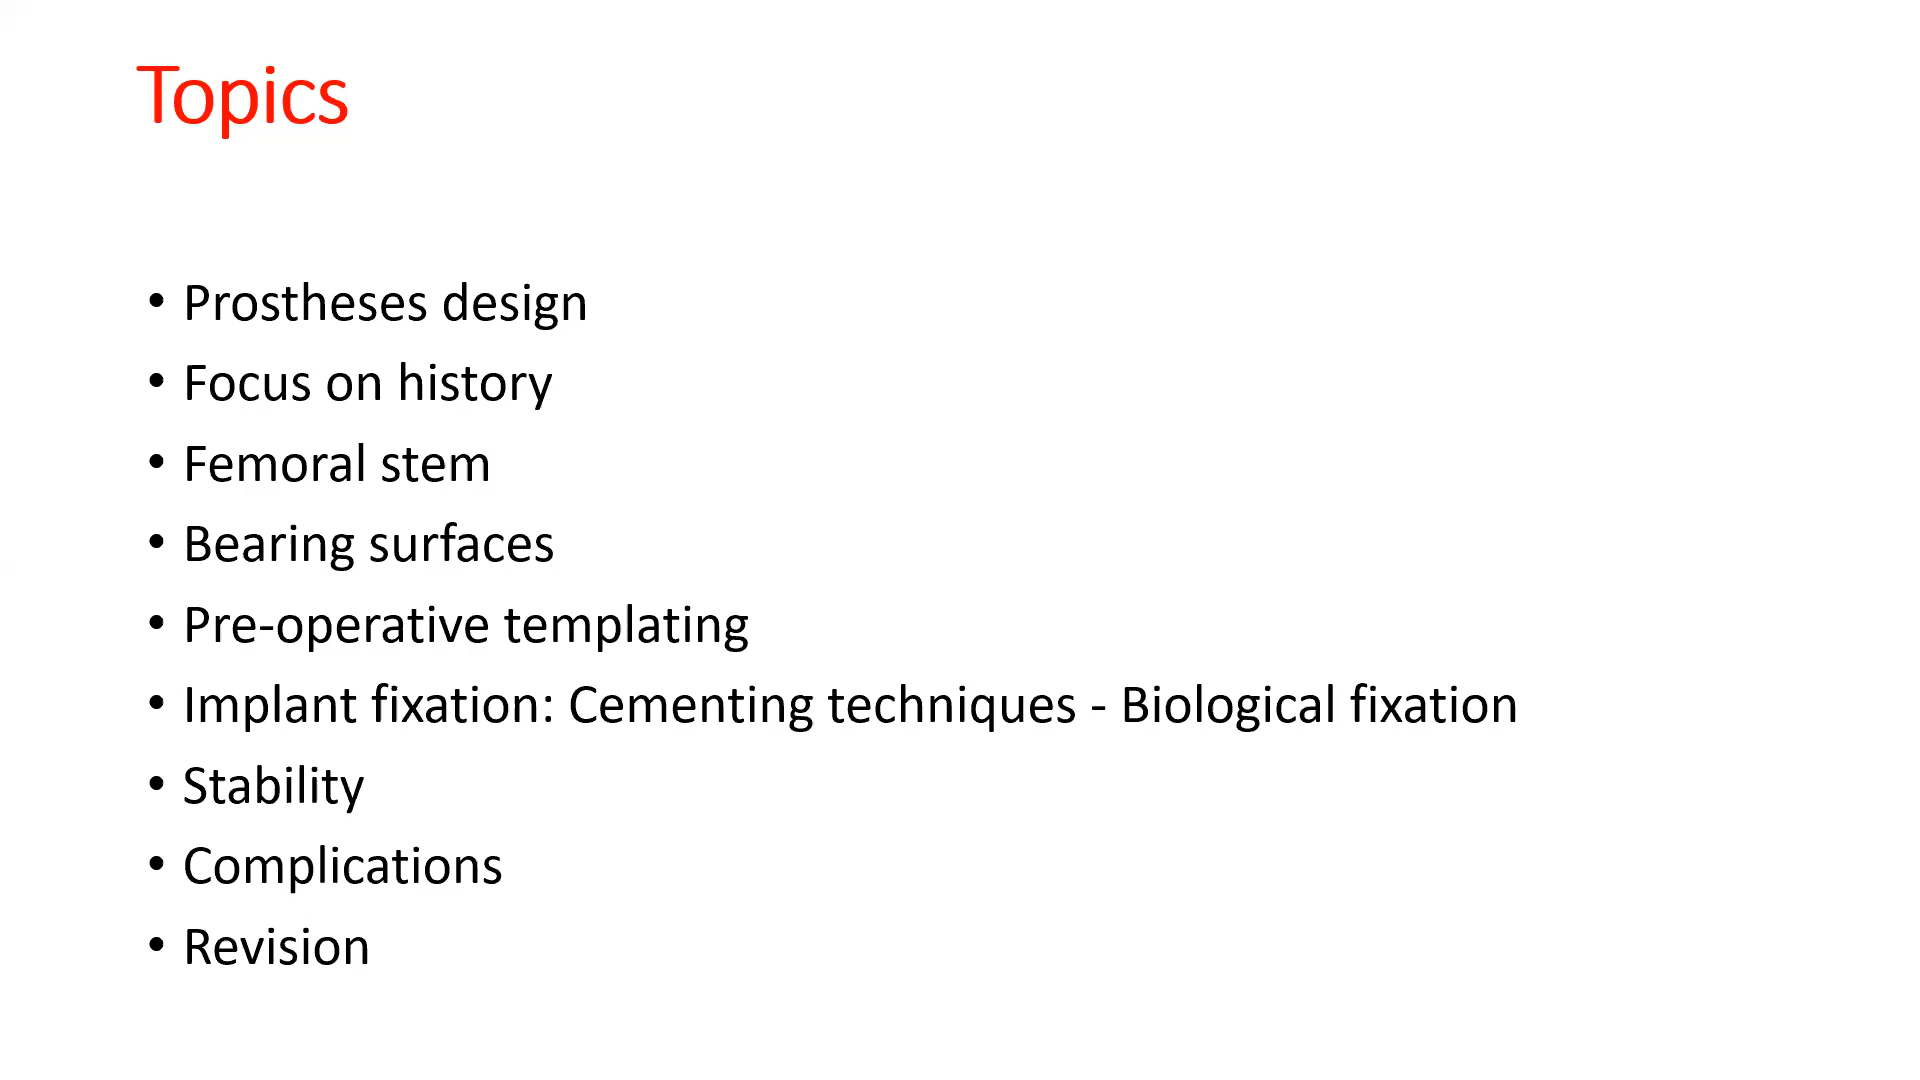 Topics
• Prostheses design
• Focus on history
• Femoral stem
• Bearing surfaces
• Pre-operative templating
• Implant fixation: Cementing techniques - Biological fixation
• Stability
• Complications
• Revision